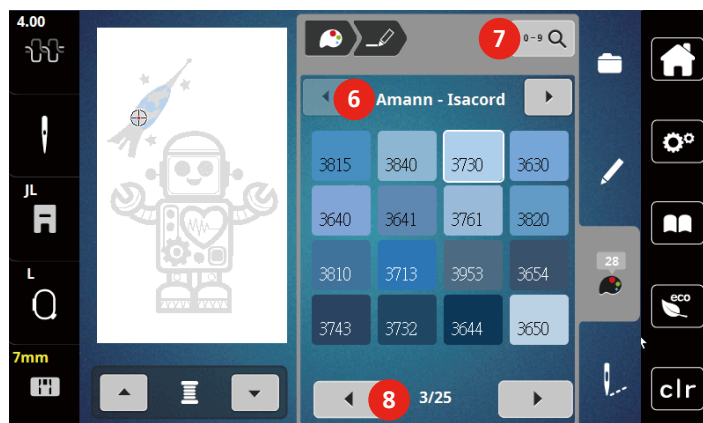 4.00
JL
L
7mm
7
0-9
6
Amann - Isacord
3815 3840 3730 3630
3640 3641 3761 3820
3810 3713 3953 3654
3743 3732 3644 3650
8
3/25
28
eco
clr